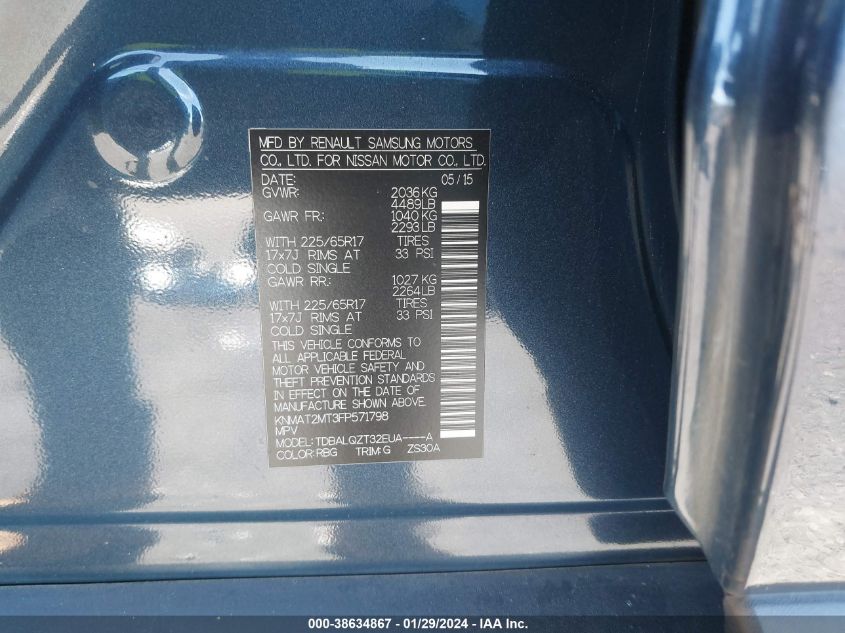 MFD BY RENAULT SAMSUNG MOTORS
CO., LTD. FOR NISSAN MOTOR CO., LTD.
DATE: 05/15
GVWR: 2036KG
4489LB
GAWR FR: 1040 KG
2293LB
WITH 225/65R17 TIRES
17x7J RIMS AT 33 PSI
COLD SINGLE
GAWR RR: 1027 KG
2264LB
WITH 225/65R17 TIRES
17x7J RIMS AT 33 PSI
COLD SINGLE
THIS VEHICLE CONFORMS TO
ALL APPLICABLE FEDERAL
MOTOR VEHICLE SAFETY AND
THEFT PREVENTION STANDARDS
IN EFFECT ON THE DATE OF
MANUFACTURE SHOWN ABOVE.
KNMAT2MT3FP571798
MPV
MODEL: TDBALQZT32EUA----A
COLOR:RBG TRIM:G ZS30A
000-38634867 - 01/29/2024 - IAA Inc.